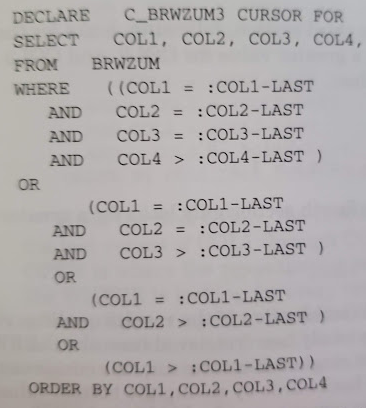 DECLARE C_BRWZUM3 CURSOR FOR
SELECT COL1, COL2, COL3, COL4,
FROM BRWZUM
WHERE ((COL1 = :COL1-LAST
AND COL2 = :COL2-LAST
AND COL3 = :COL3-LAST
AND COL4 > :COL4-LAST )
OR
(COL1 = :COL1-LAST
AND COL2 = :COL2-LAST
AND COL3 > :COL3-LAST )
OR
(COL1 = :COL1-LAST
AND COL2 > :COL2-LAST )
OR
(COL1 > :COL1-LAST))
ORDER BY COL1,COL2,COL3,COL4